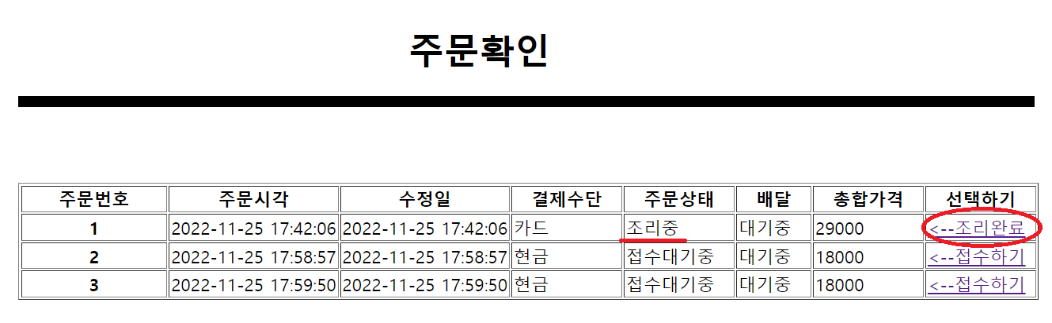 주문확인
주문번호 주문시각 수정일 결제수단 주문상태 배달 총합가격 선택하기
1 2022-11-25 17:42:06 2022-11-25 17:42:06 카드 조리중 대기중 29000 <--조리완료
2 2022-11-25 17:58:57 2022-11-25 17:58:57 현금 접수대기중 대기중 18000 <--접수하기
3 2022-11-25 17:59:50 2022-11-25 17:59:50 현금 접수대기중 대기중 18000 <--접수하기